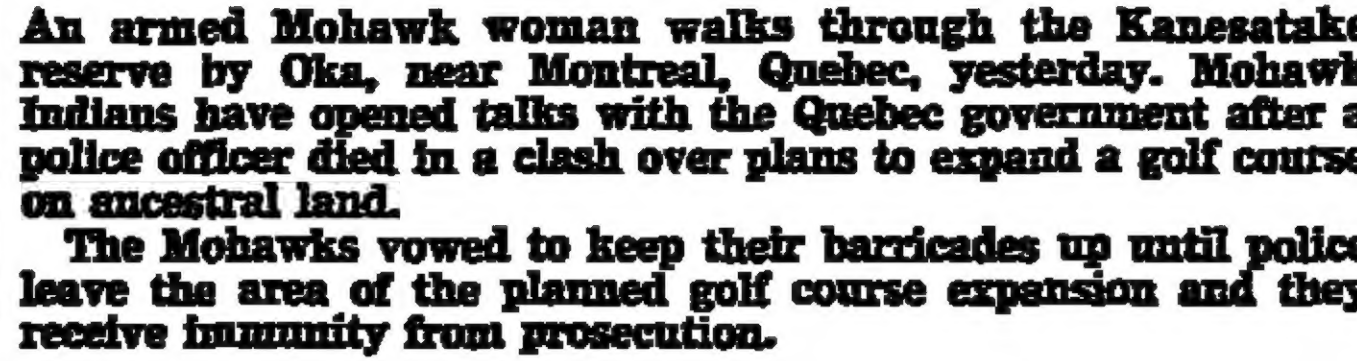 An armed Mohawk woman walks through the Kanesatake
reserve by Oka, near Montreal, Quebec, yesterday. Mohawk
Indians have opened talks with the Quebec government after a
police officer died in a clash over plans to expand a golf course
on ancestral land.
The Mohawks vowed to keep their barricades up until police
leave the area of the planned golf course expansion and they
receive immunity from prosecution.